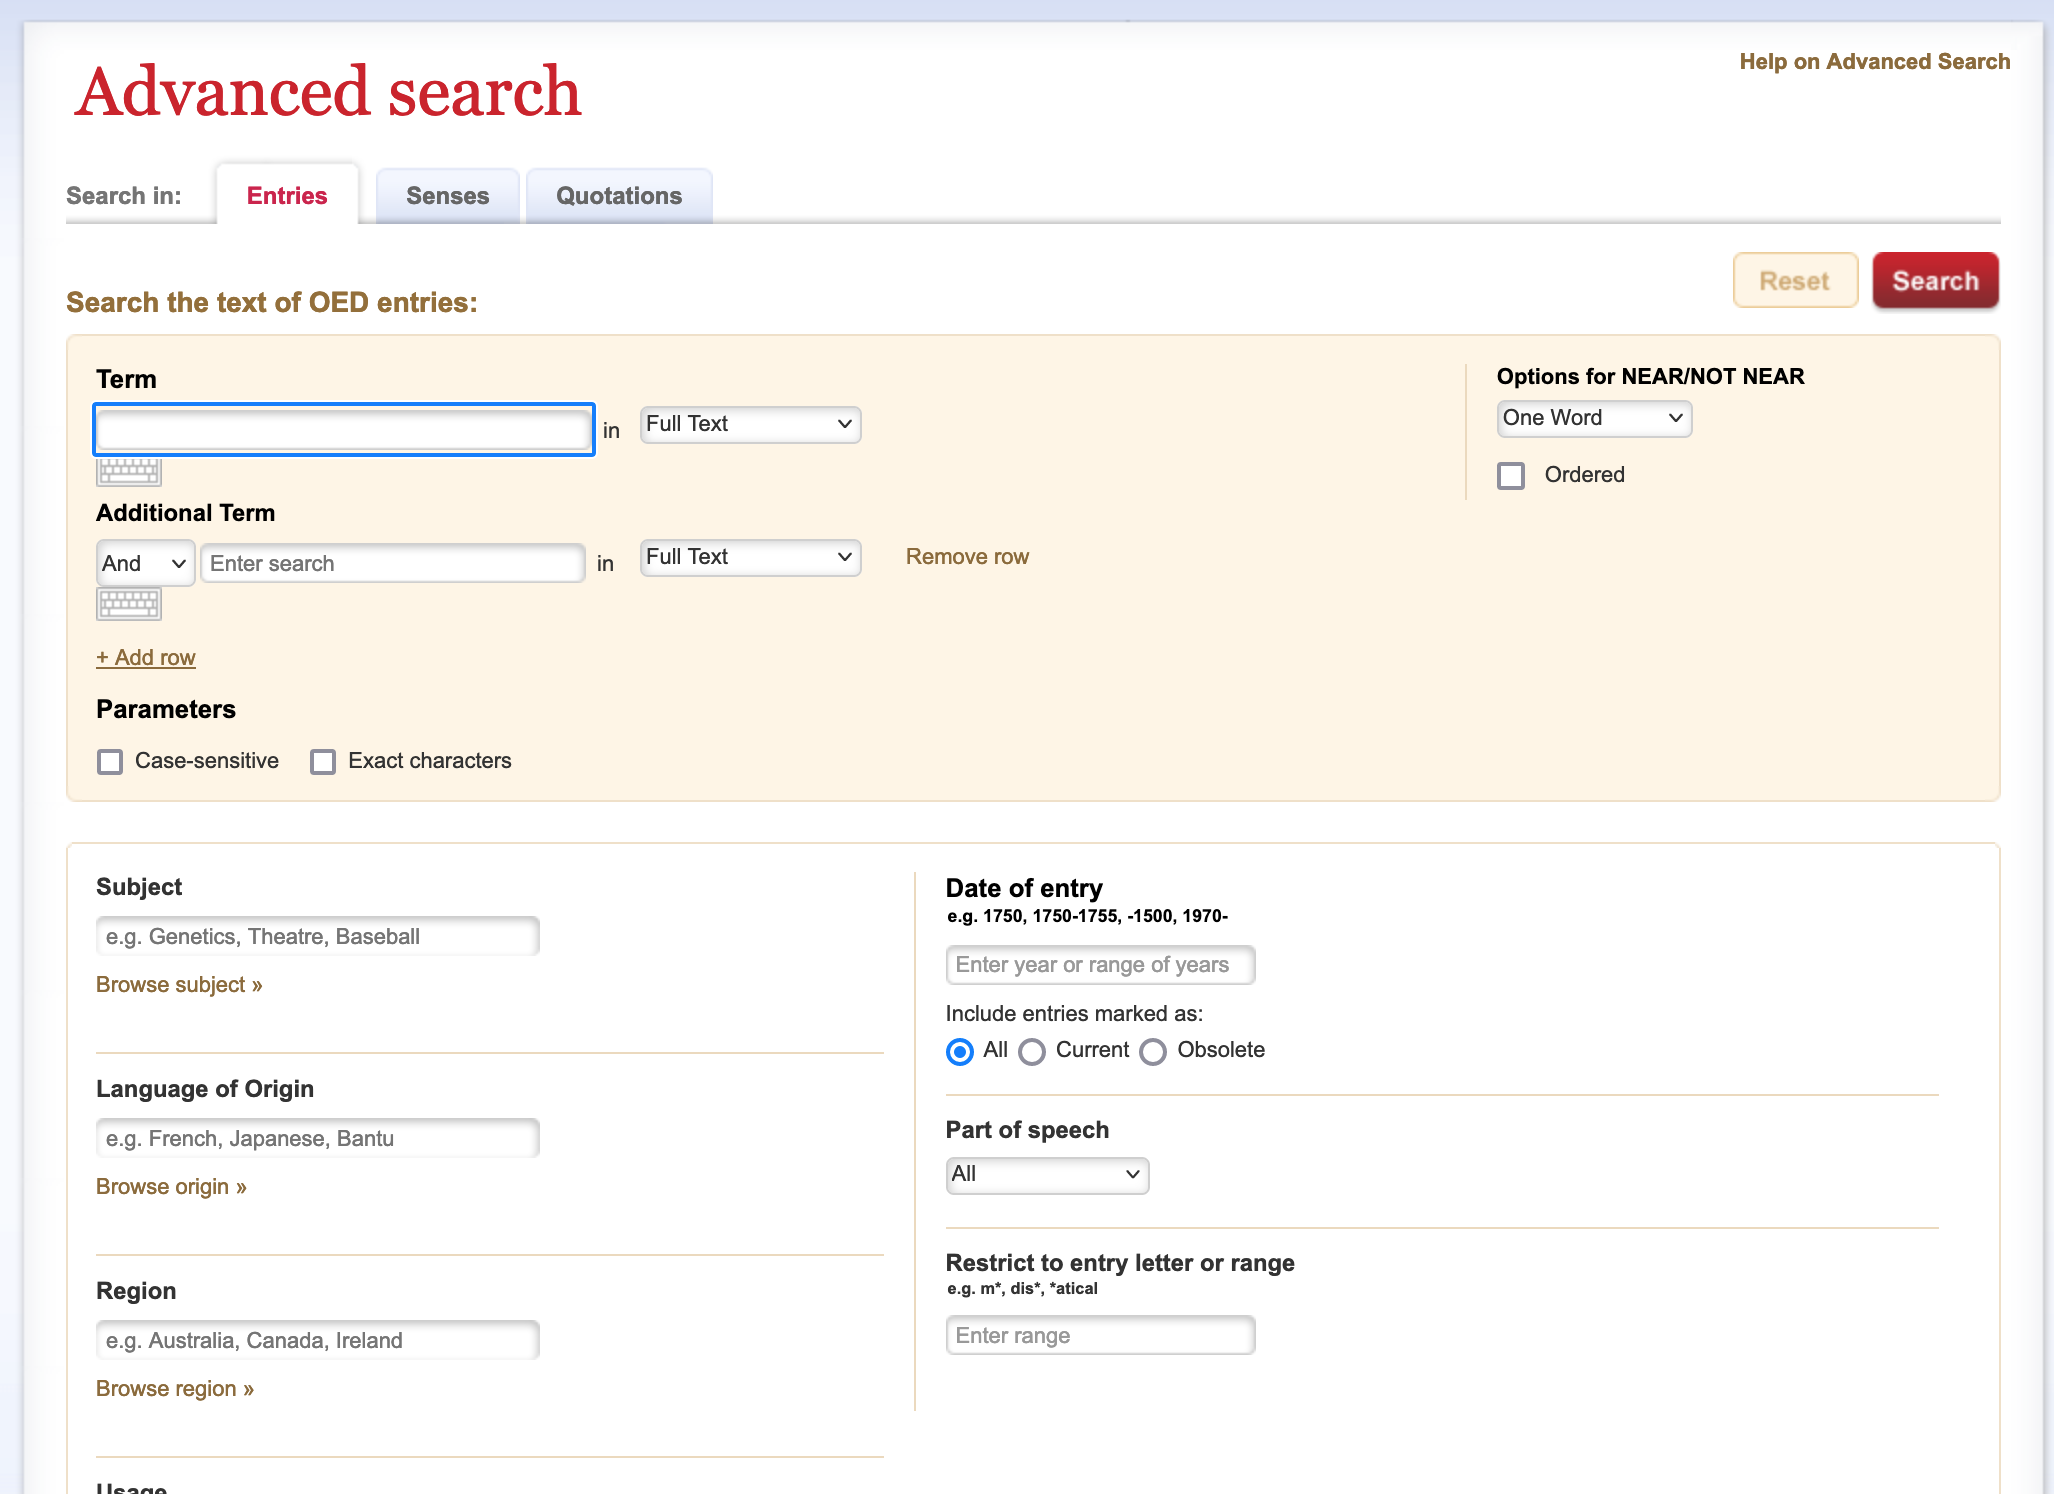 Help on Advanced Search
Advanced search
Search in:
Entries
Senses
Quotations
Reset
Search
Search the text of OED entries:
Term
in
Full Text
Options for NEAR/NOT NEAR
One Word
Ordered
Additional Term
And
Enter search
in
Full Text
Remove row
+ Add row
Parameters
Case-sensitive
Exact characters
Subject
e.g. Genetics, Theatre, Baseball
Browse subject »
Language of Origin
e.g. French, Japanese, Bantu
Browse origin »
Region
e.g. Australia, Canada, Ireland
Browse region »
Usage
Date of entry
e.g. 1750, 1750-1755, -1500, 1970-
Enter year or range of years
Include entries marked as:
All Current Obsolete
Part of speech
All
Restrict to entry letter or range
e.g. m*, dis*, *atical
Enter range